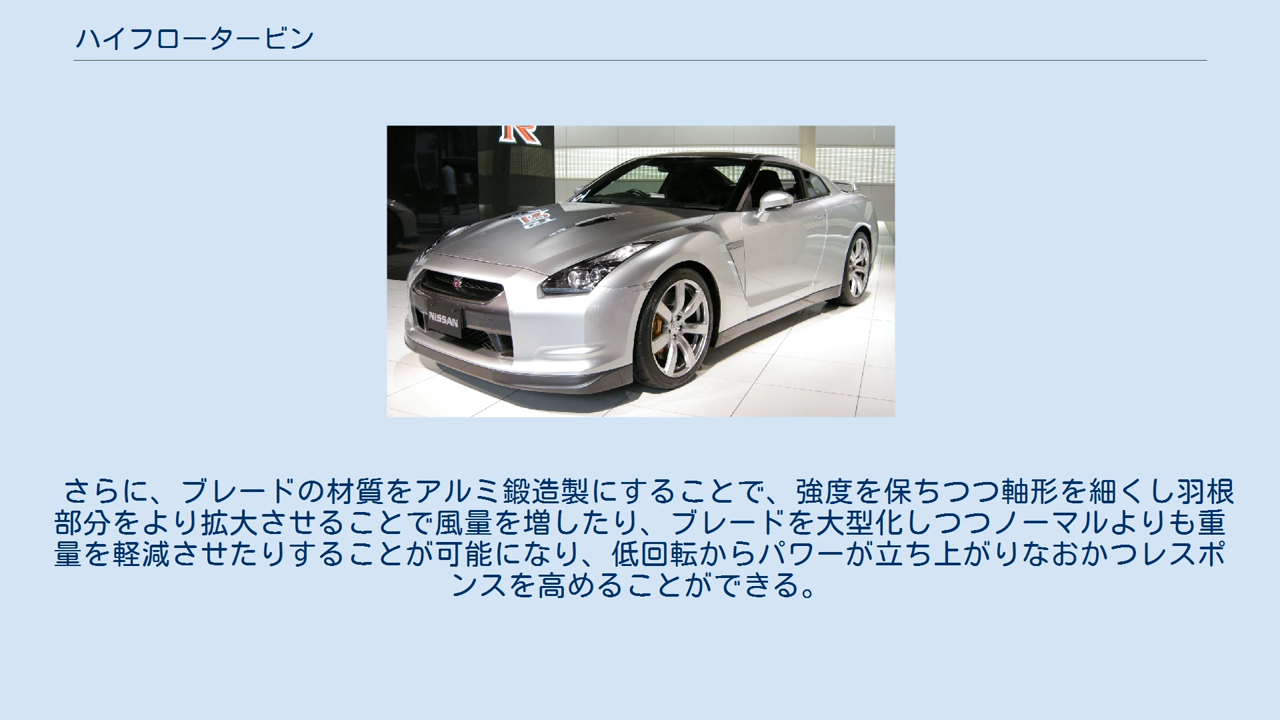 ハイフロータービン
R
NISSAN
さらに、ブレードの材質をアルミ鍛造製にすることで、強度を保ちつつ軸形を細くし羽根
部分をより拡大させることで風量を増したり、ブレードを大型化しつつノーマルよりも重
量を軽減させたりすることが可能になり、低回転からパワーが立ち上がりなおかつレスポ
ンスを高めることができる。